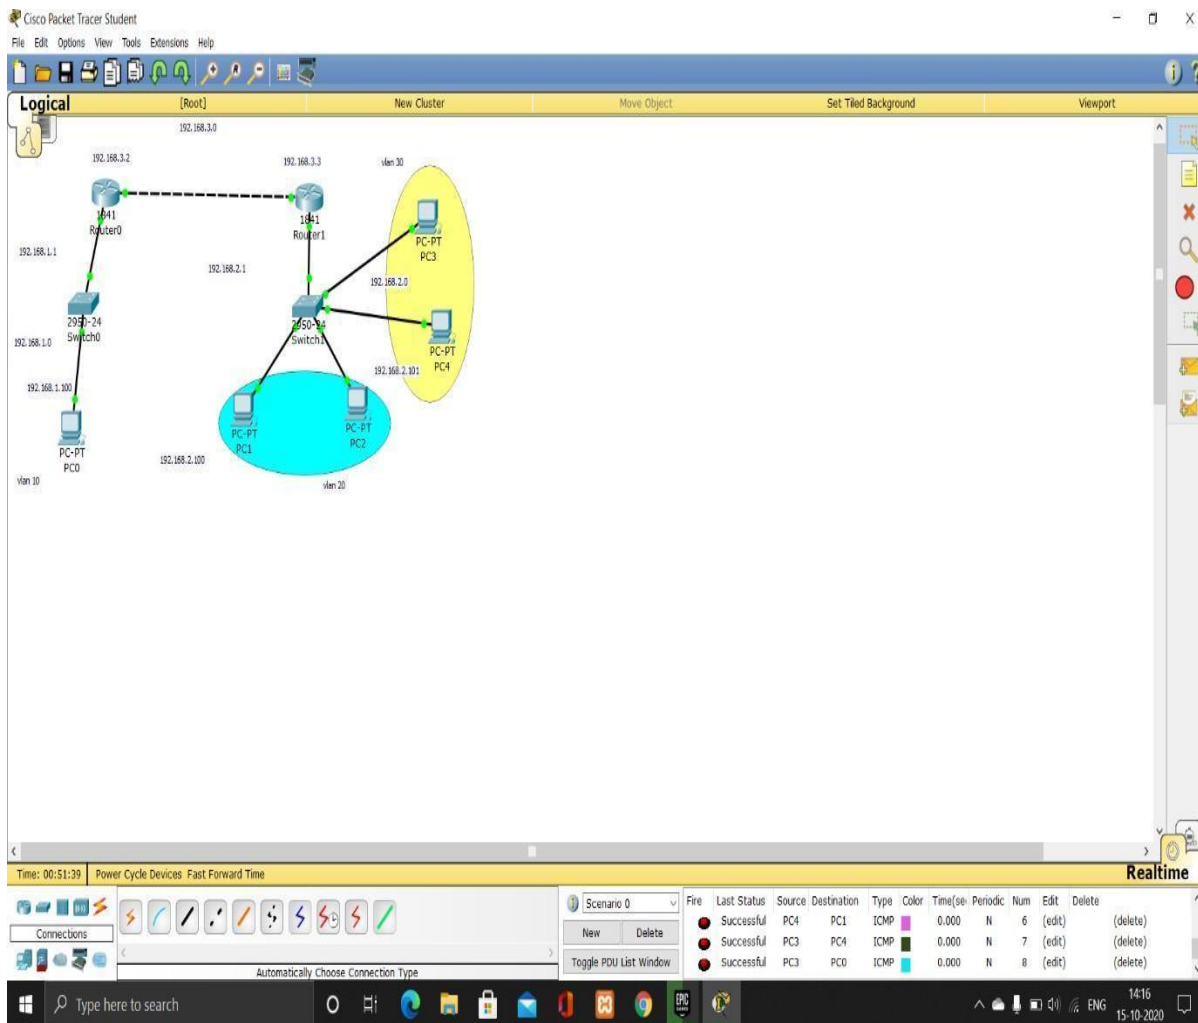 Cisco Packet Tracer Student
File Edit Options View Tools Extensions Help
Logical [Root] New Cluster Move Object Set Tiled Background Viewport
192.168.3.0
192.168.3.2 192.168.3.3 vlan 30
1841
Router0
1841
Router1
PC-PT
PC3
192.168.1.1
192.168.2.1
192.168.2.0
2950-24
Switch0
2950-24
Switch1
192.168.1.0
PC-PT
PC4
192.168.2.101
192.168.1.100
PC-PT
PC1
PC-PT
PC2
PC-PT
PC0
192.168.2.100
vlan 10
vlan 20
Time: 00:51:39 Power Cycle Devices Fast Forward Time Realtime
Connections
Automatically Choose Connection Type
Scenario 0
New Delete
Toggle PDU List Window
Fire Last Status Source Destination Type Color Time(se Periodic Num Edit Delete
Successful PC4 PC1 ICMP 0.000 N 6 (edit) (delete)
Successful PC3 PC4 ICMP 0.000 N 7 (edit) (delete)
Successful PC3 PC0 ICMP 0.000 N 8 (edit) (delete)
Type here to search
EPIC
ENG
14:16
15-10-2020